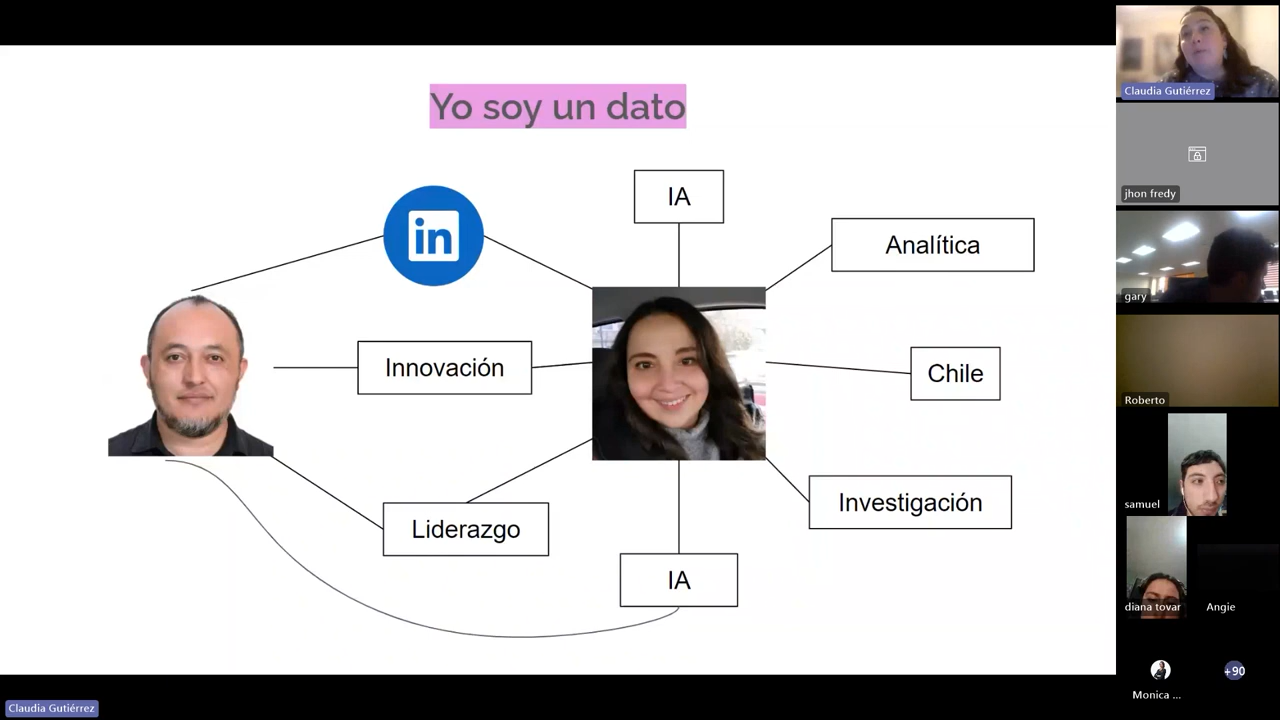 Yo soy un dato
in
IA
Analítica
Innovación
Chile
Liderazgo
Investigación
IA
Claudia Gutiérrez
jhon fredy
gary
Roberto
samuel
diana tovar
Angie
Monica ...
+90
Claudia Gutiérrez